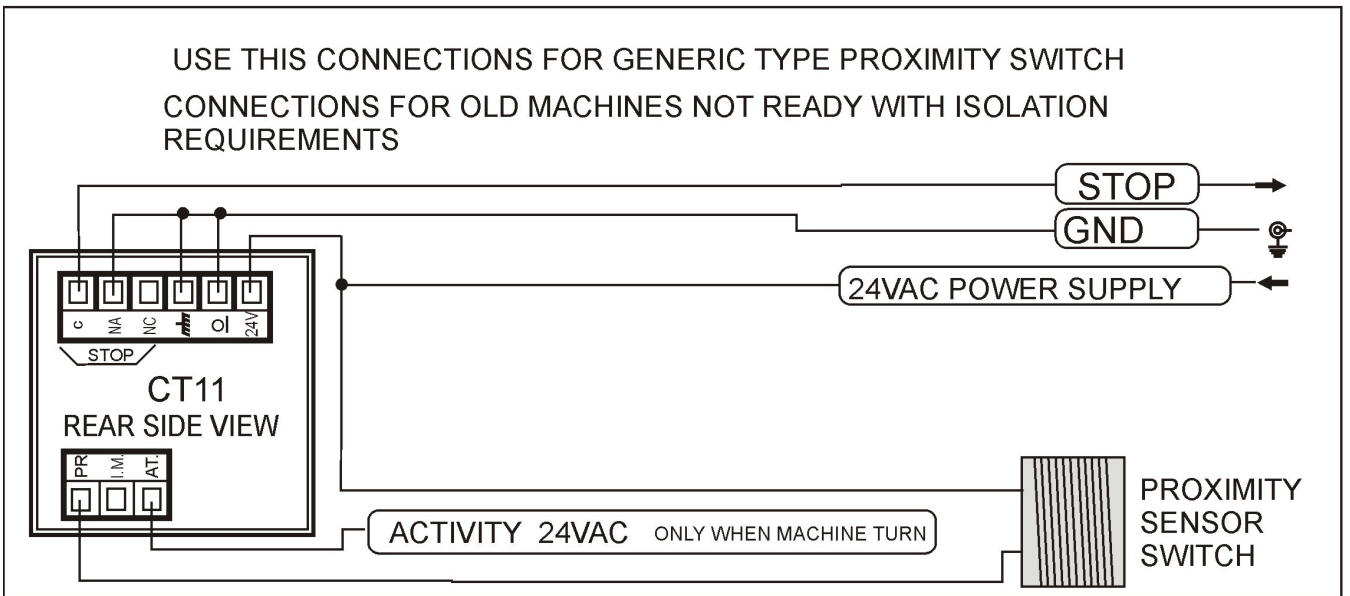 USE THIS CONNECTIONS FOR GENERIC TYPE PROXIMITY SWITCH
CONNECTIONS FOR OLD MACHINES NOT READY WITH ISOLATION
REQUIREMENTS
STOP
GND
24VAC POWER SUPPLY
c NA NC O| 24V
STOP
CT11
REAR SIDE VIEW
PR I.M. AT.
ACTIVITY 24VAC ONLY WHEN MACHINE TURN
PROXIMITY
SENSOR
SWITCH